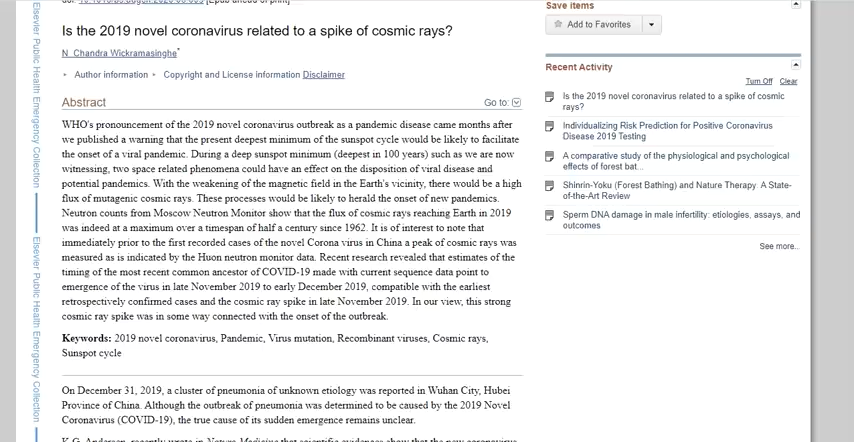 [Epub ahead of print]
Is the 2019 novel coronavirus related to a spike of cosmic rays?
N. Chandra Wickramasinghe*
Author information Copyright and License information Disclaimer
Abstract
Go to:
WHO's pronouncement of the 2019 novel coronavirus outbreak as a pandemic disease came months after
we published a warning that the present deepest minimum of the sunspot cycle would be likely to facilitate
the onset of a viral pandemic. During a deep sunspot minimum (deepest in 100 years) such as we are now
witnessing, two space related phenomena could have an effect on the disposition of viral disease and
potential pandemics. With the weakening of the magnetic field in the Earth's vicinity, there would be a high
flux of mutagenic cosmic rays. These processes would be likely to herald the onset of new pandemics.
Neutron counts from Moscow Neutron Monitor show that the flux of cosmic rays reaching Earth in 2019
was indeed at a maximum over a timespan of half a century since 1962. It is of interest to note that
immediately prior to the first recorded cases of the novel Corona virus in China a peak of cosmic rays was
measured as is indicated by the Huon neutron monitor data. Recent research revealed that estimates of the
timing of the most recent common ancestor of COVID-19 made with current sequence data point to
emergence of the virus in late November 2019 to early December 2019, compatible with the earliest
retrospectively confirmed cases and the cosmic ray spike in late November 2019. In our view, this strong
cosmic ray spike was in some way connected with the onset of the outbreak.
Keywords: 2019 novel coronavirus, Pandemic, Virus mutation, Recombinant viruses, Cosmic rays,
Sunspot cycle
On December 31, 2019, a cluster of pneumonia of unknown etiology was reported in Wuhan City, Hubei
Province of China. Although the outbreak of pneumonia was determined to be caused by the 2019 Novel
Coronavirus (COVID-19), the true cause of its sudden emergence remains unclear.
K.G. Andersen recently wrote in Nature Medicine that scientific evidence show that the new coronavirus
Elsevier Public Health Emergency Collection
Elsevier Public Health Emergency Collection
Save items
Add to Favorites
Recent Activity
Turn Off Clear
Is the 2019 novel coronavirus related to a spike of cosmic
rays?
Individualizing Risk Prediction for Positive Coronavirus
Disease 2019 Testing
A comparative study of the physiological and psychological
effects of forest bat...
Shinrin-Yoku (Forest Bathing) and Nature Therapy: A State-
of-the-Art Review
Sperm DNA damage in male infertility: etiologies, assays, and
outcomes
See more...